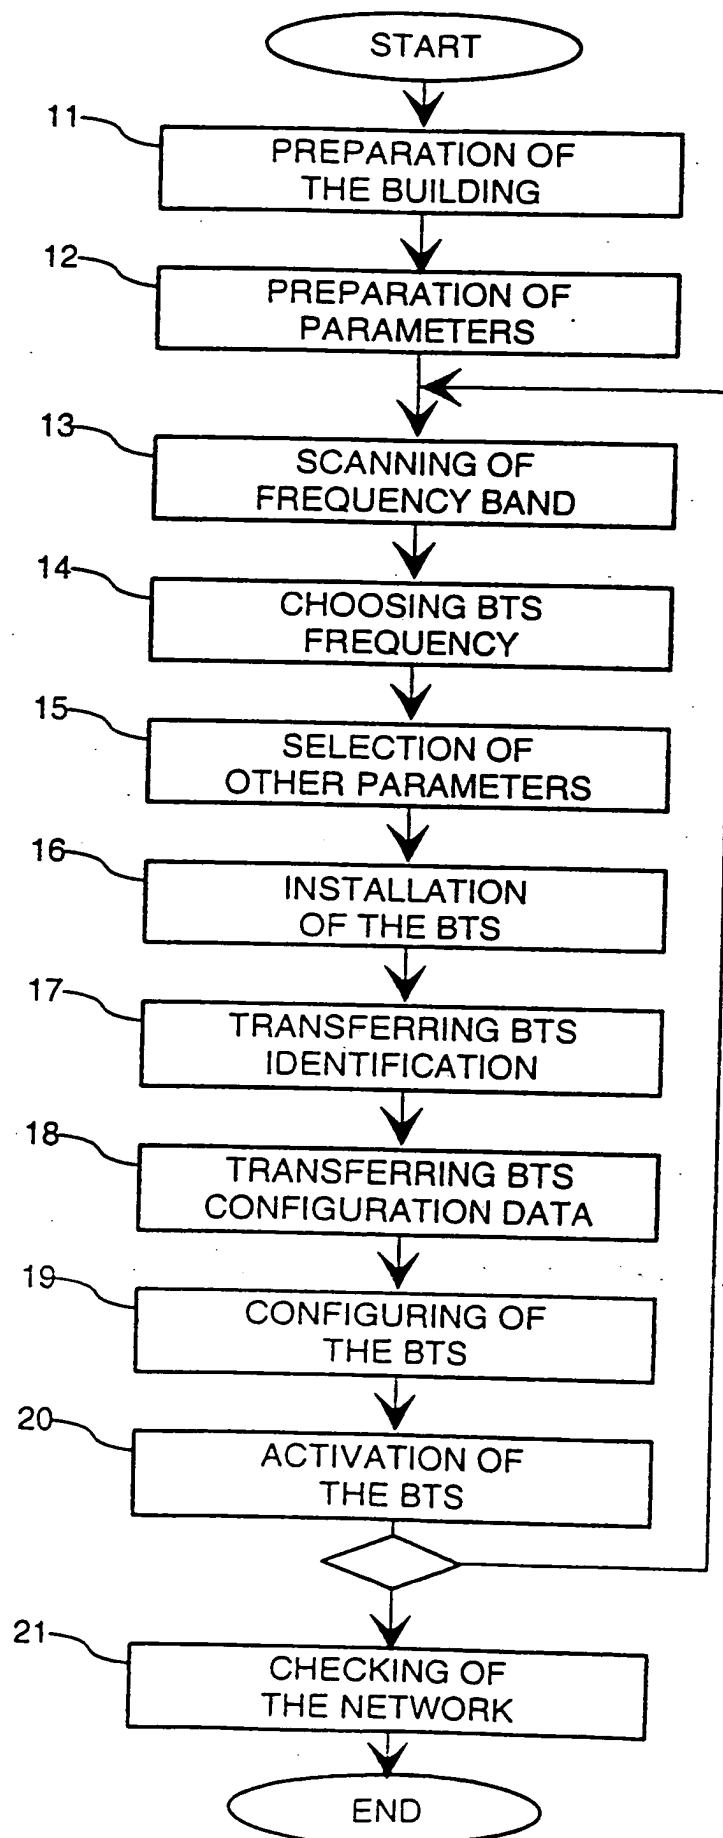 START
11
PREPARATION OF
THE BUILDING
12
PREPARATION OF
PARAMETERS
13
SCANNING OF
FREQUENCY BAND
14
CHOOSING BTS
FREQUENCY
15
SELECTION OF
OTHER PARAMETERS
16
INSTALLATION
OF THE BTS
17
TRANSFERRING BTS
IDENTIFICATION
18
TRANSFERRING BTS
CONFIGURATION DATA
19
CONFIGURING OF
THE BTS
20
ACTIVATION OF
THE BTS
21
CHECKING OF
THE NETWORK
END